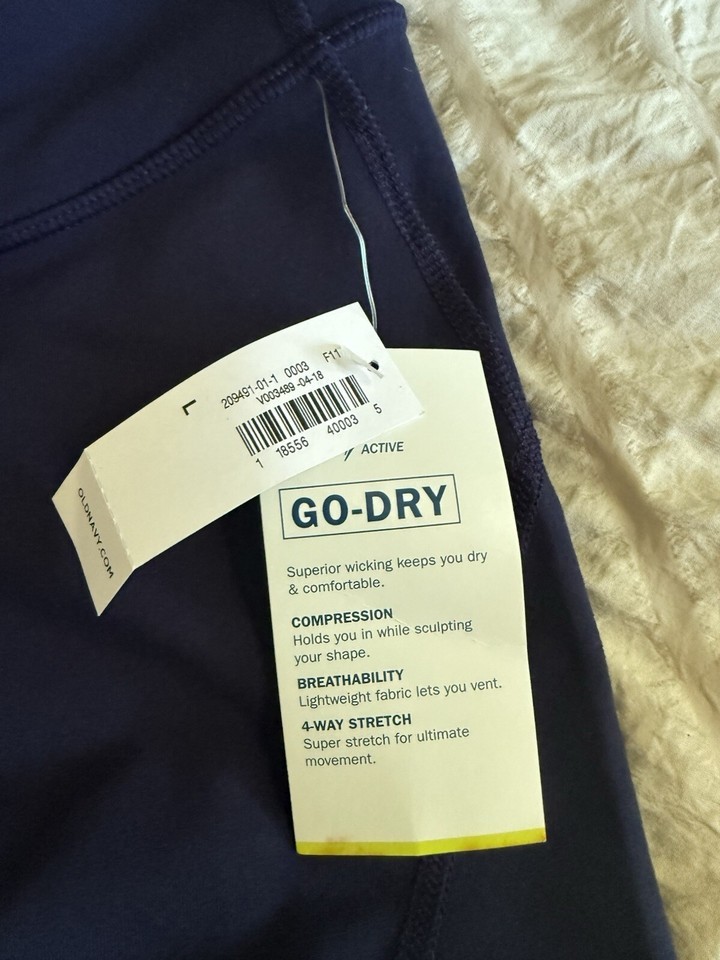 209491-01-1 0003 F11
V003489 -04-18
L
1 18556 40003 5
OLDNAVY.COM
ACTIVE
GO-DRY
Superior wicking keeps you dry
& comfortable.
COMPRESSION
Holds you in while sculpting
your shape.
BREATHABILITY
Lightweight fabric lets you vent.
4-WAY STRETCH
Super stretch for ultimate
movement.